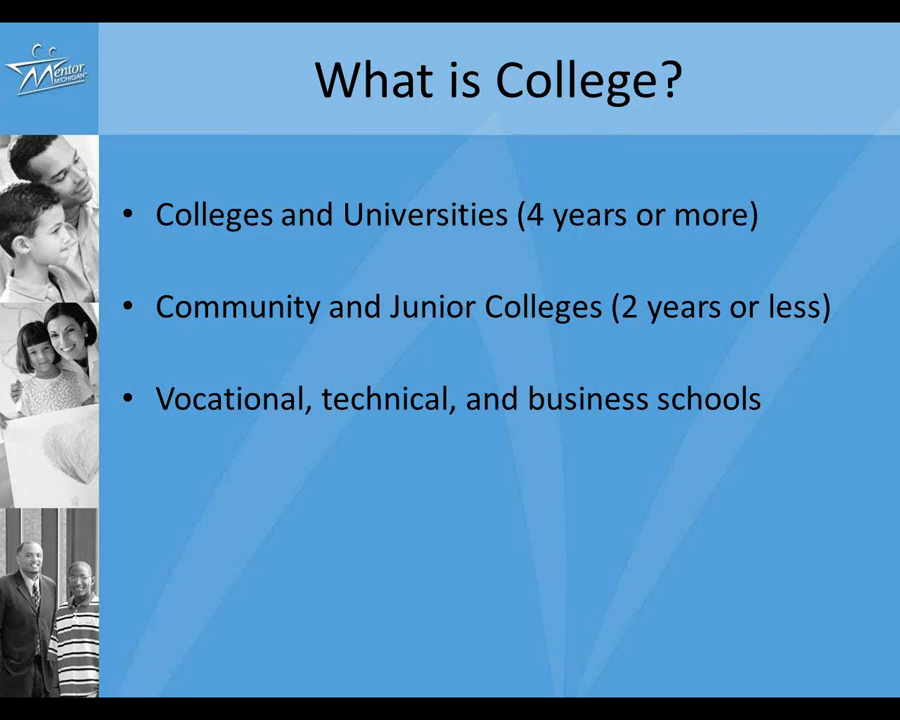 Mentor
MICHIGAN
What is College?
• Colleges and Universities (4 years or more)
• Community and Junior Colleges (2 years or less)
• Vocational, technical, and business schools